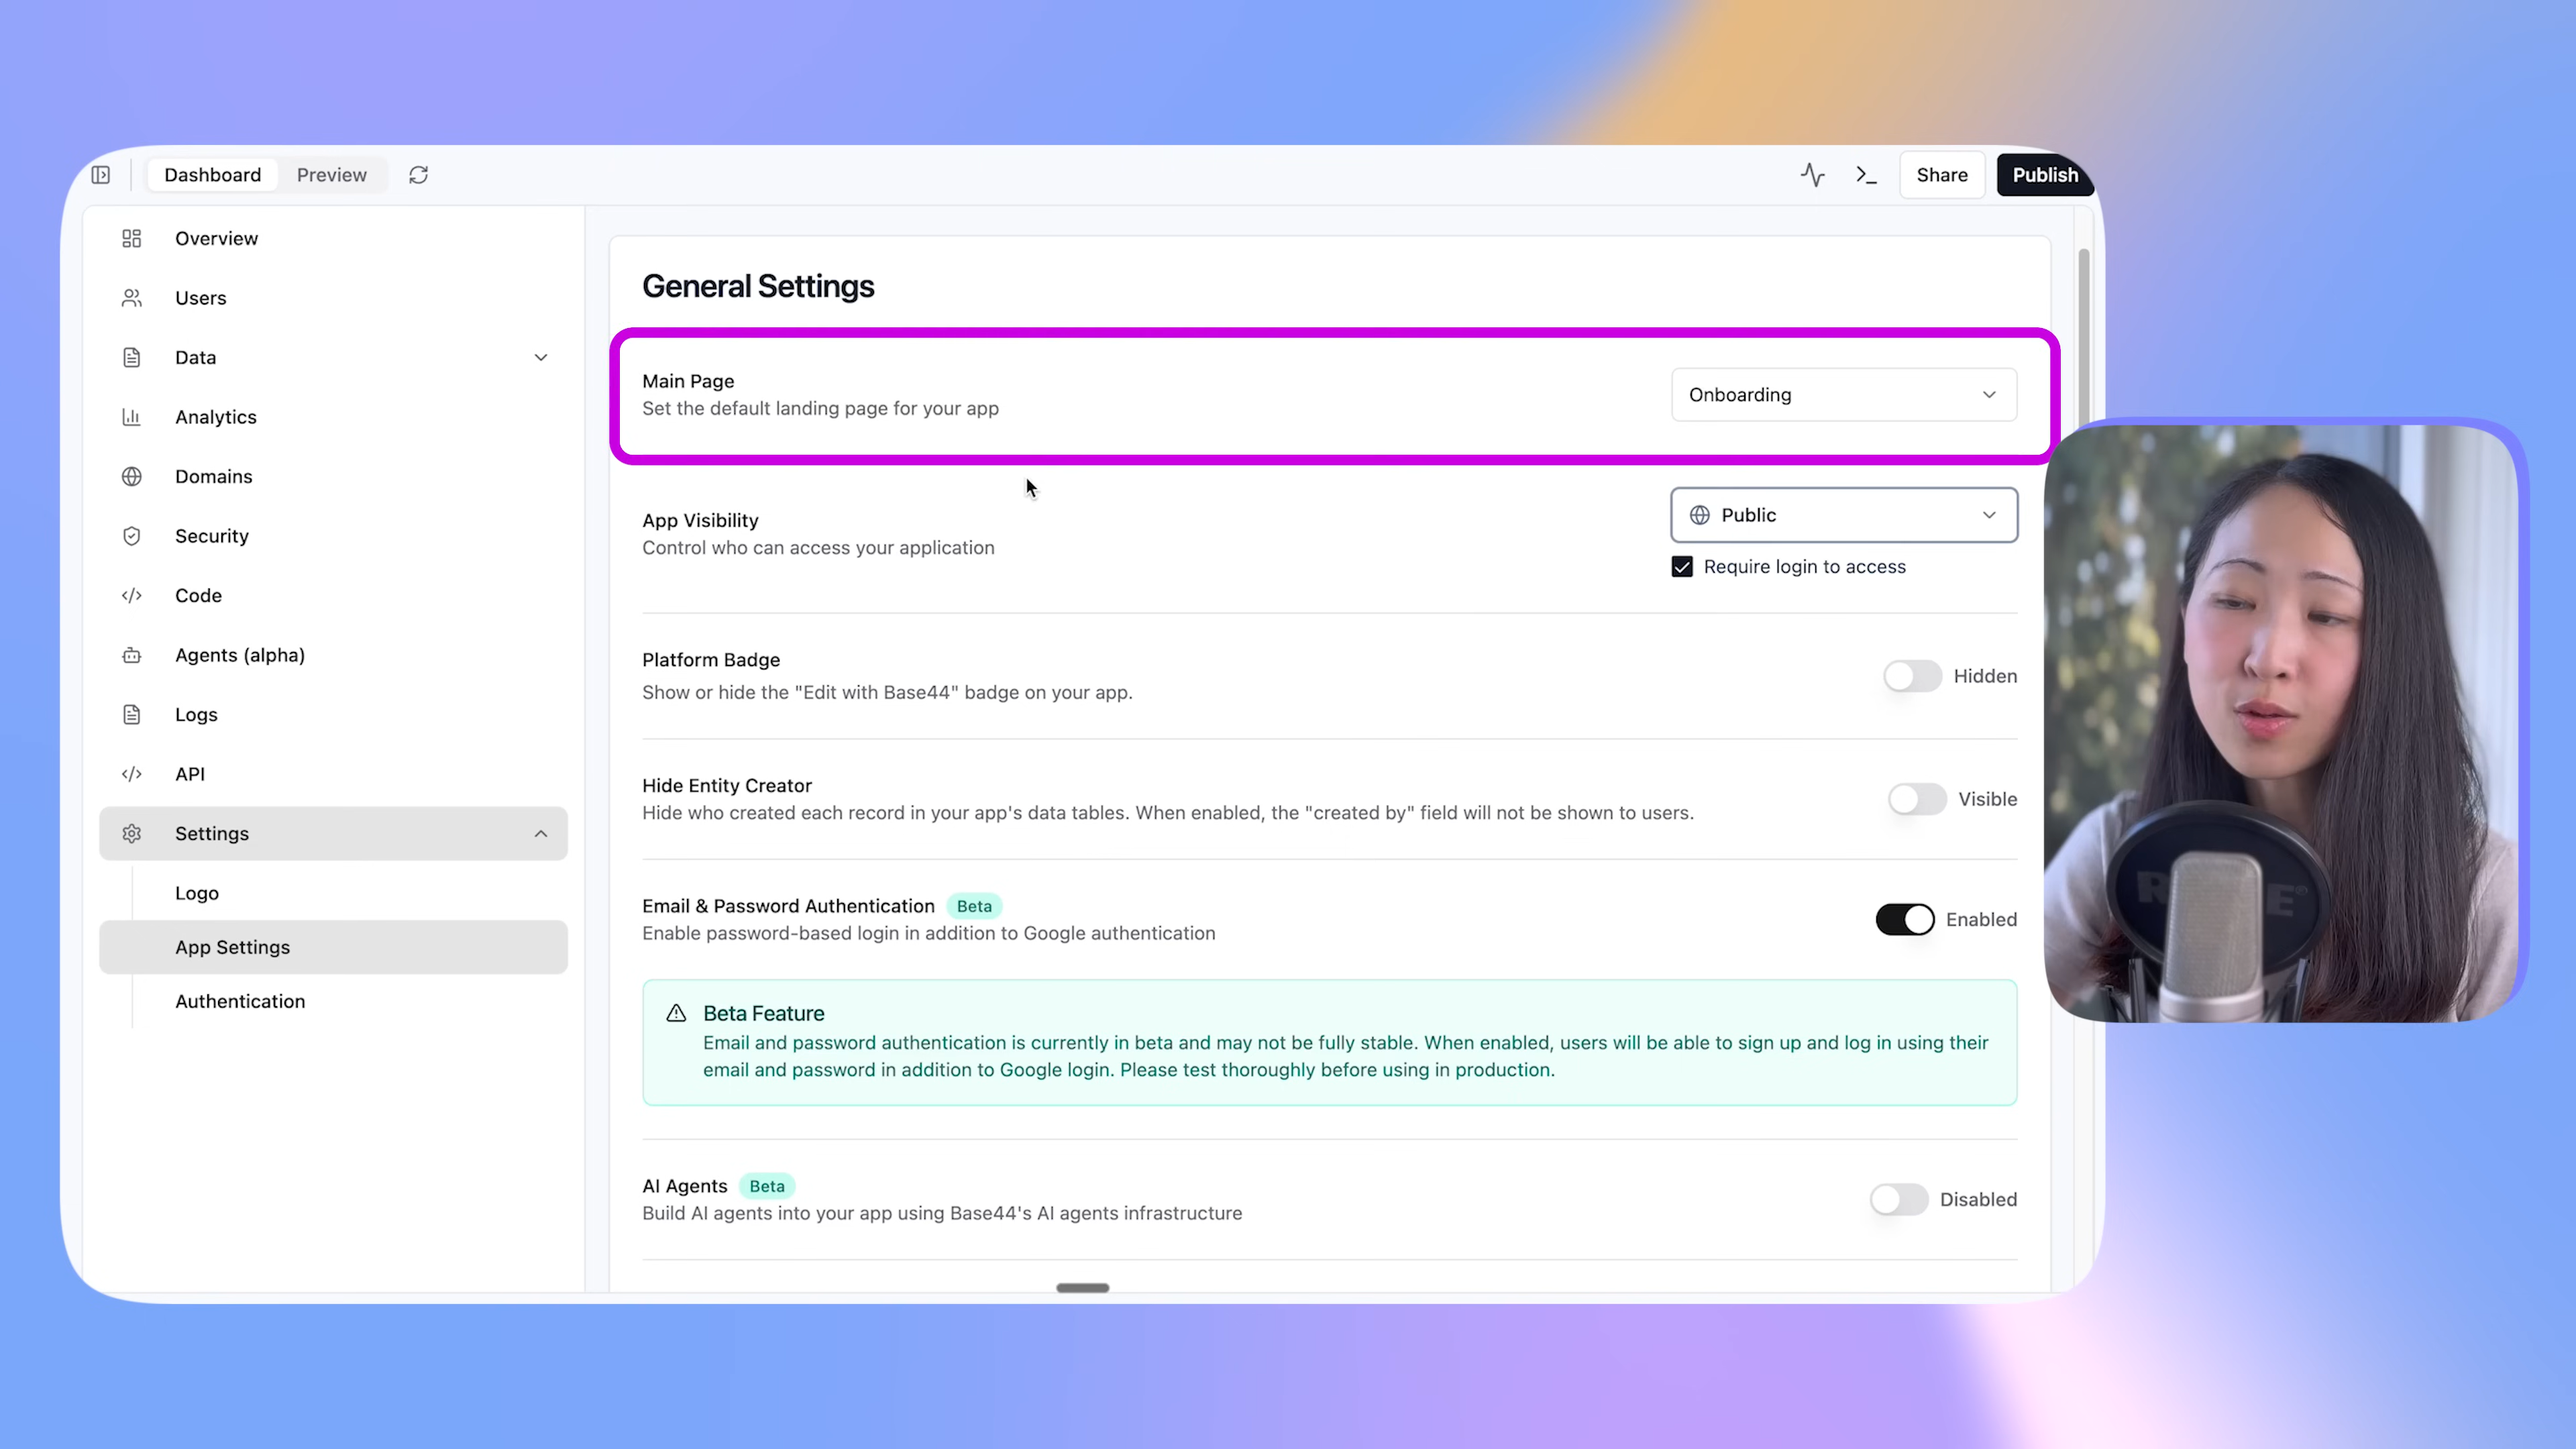 Dashboard
Preview
Share
Publish
Overview
Users
Data
Analytics
Domains
Security
Code
Agents (alpha)
Logs
API
Settings
Logo
App Settings
Authentication
General Settings
Main Page
Set the default landing page for your app
Onboarding
App Visibility
Control who can access your application
Public
Require login to access
Platform Badge
Show or hide the "Edit with Base44" badge on your app.
Hidden
Hide Entity Creator
Hide who created each record in your app's data tables. When enabled, the "created by" field will not be shown to users.
Visible
Email & Password Authentication Beta
Enable password-based login in addition to Google authentication
Enabled
Beta Feature
Email and password authentication is currently in beta and may not be fully stable. When enabled, users will be able to sign up and log in using their
email and password in addition to Google login. Please test thoroughly before using in production.
AI Agents Beta
Build AI agents into your app using Base44's AI agents infrastructure
Disabled